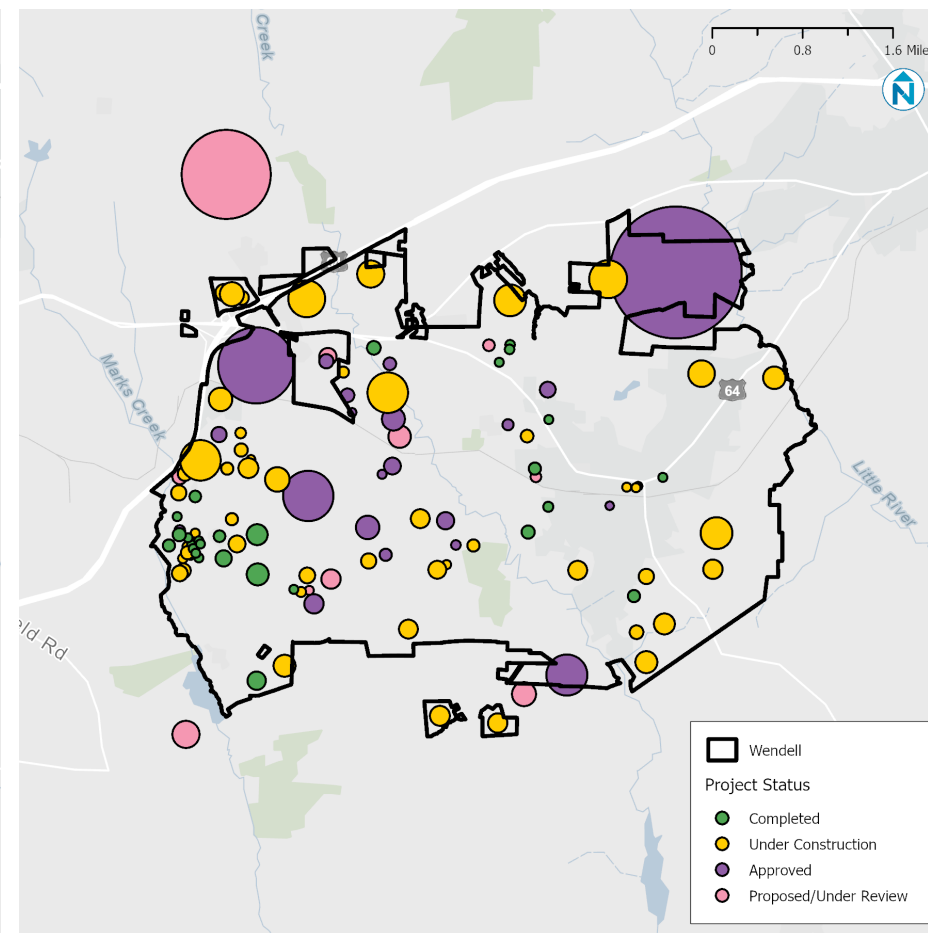 Creek
0 0.8 1.6 Mile
N
64
Marks Creek
Little River
eld Rd
Wendell
Project Status
Completed
Under Construction
Approved
Proposed/Under Review